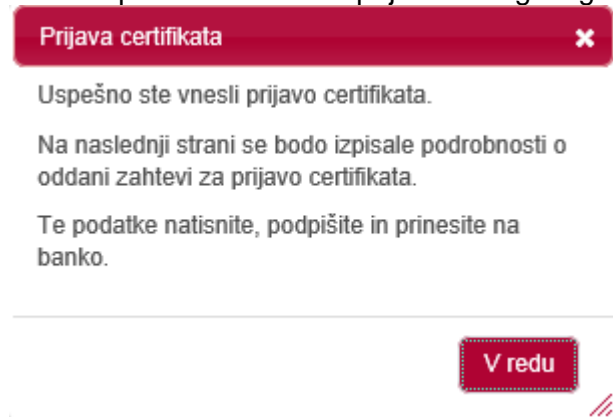 Prijava certifikata
Uspešno ste vnesli prijavo certifikata.
Na naslednji strani se bodo izpisale podrobnosti o
oddani zahtevi za prijavo certifikata.
Te podatke natisnite, podpišite in prinesite na
banko.
V redu